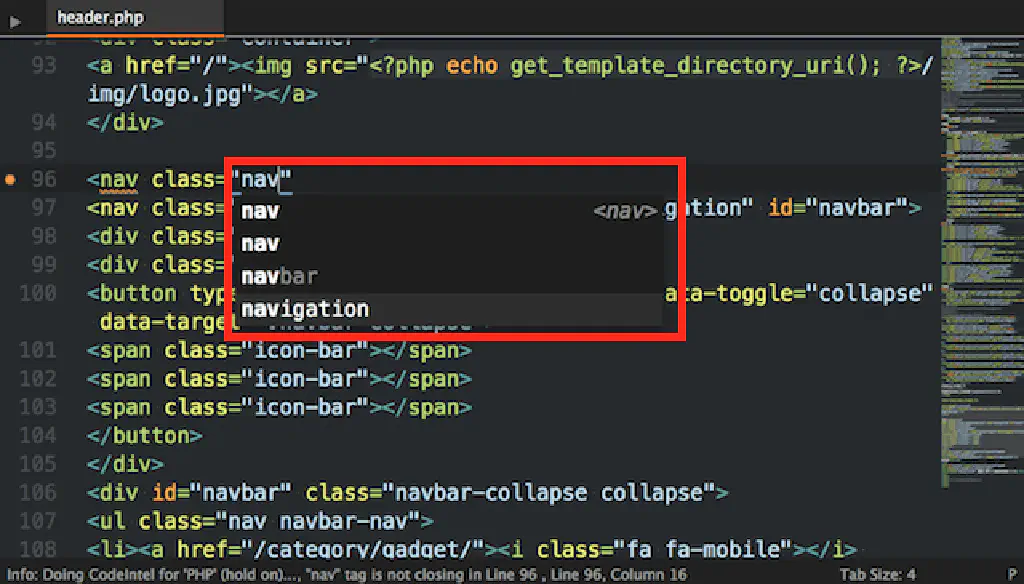 header.php
92 <div class="container">
93 <a href="/"><img src="<?php echo get_template_directory_uri(); ?>/
img/logo.jpg"></a>
94 </div>
95
96 <nav class="nav"
97 <nav class="
nav <nav> gation" id="navbar">
98 <div class="
nav
99 <div class="
navbar
100 <button typ ta-toggle="collapse"
navigation
data-target
101 <span class="icon-bar"></span>
102 <span class="icon-bar"></span>
103 <span class="icon-bar"></span>
104 </button>
105 </div>
106 <div id="navbar" class="navbar-collapse collapse">
107 <ul class="nav navbar-nav">
108 <li><a href="/category/gadget/"><i class="fa fa-mobile"></i>
Info: Doing CodeIntel for 'PHP' (hold on)..., "nav" tag is not closing in Line 96 , Line 96, Column 16 Tab Size: 4 P